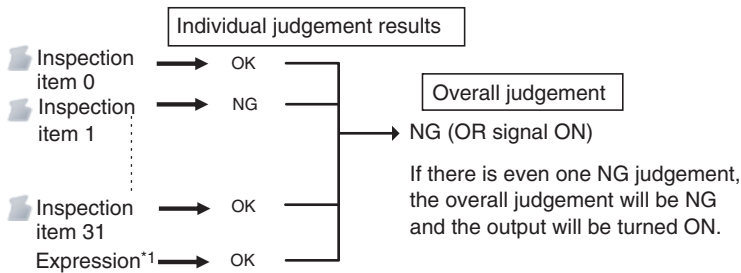 Individual judgement results
Inspection
item 0
OK
Inspection
item 1
NG
Overall judgement
NG (OR signal ON)
If there is even one NG judgement,
the overall judgement will be NG
and the output will be turned ON.
Inspection
item 31
OK
Expression*1
OK